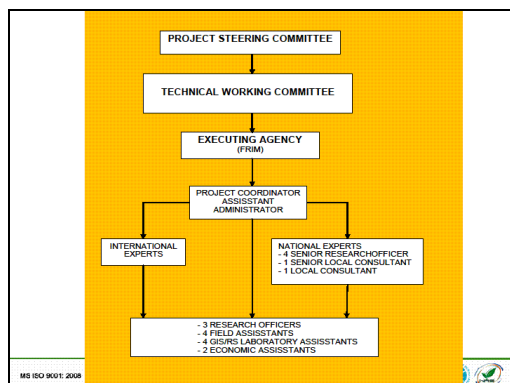 PROJECT STEERING COMMITTEE
TECHNICAL WORKING COMMITTEE
EXECUTING AGENCY
(FRIM)
PROJECT COORDINATOR
ASSISSTANT
ADMINISTRATOR
INTERNATIONAL
EXPERTS
NATIONAL EXPERTS
- 4 SENIOR RESEARCHOFFICER
- 1 SENIOR LOCAL CONSULTANT
- 1 LOCAL CONSULTANT
- 3 RESEARCH OFFICERS
- 4 FIELD ASSISSTANTS
- 4 GIS/RS LABORATORY ASSISSTANTS
- 2 ECONOMIC ASSISSTANTS
MS ISO 9001: 2008